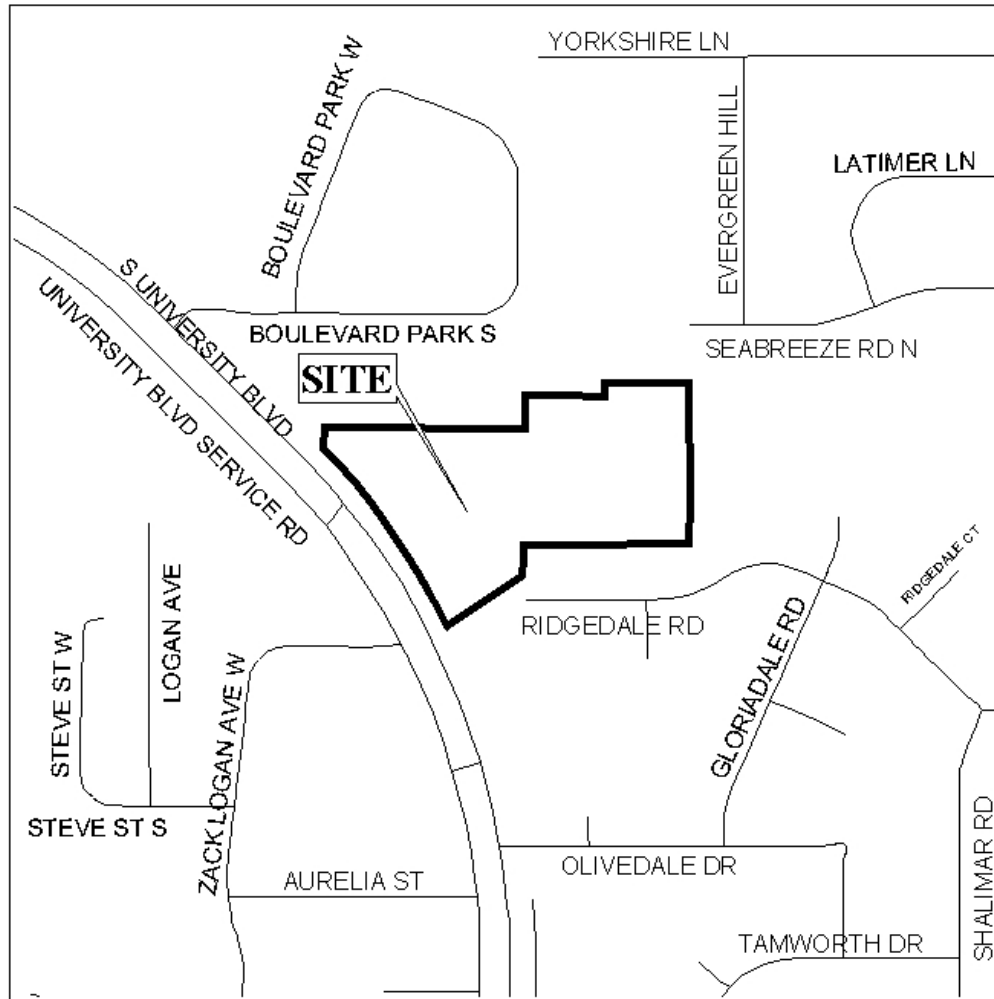 YORKSHIRE LN
BOULEVARD PARK W
EVERGREEN HILL
LATIMER LN
S UNIVERSITY BLVD
UNIVERSITY BLVD SERVICE RD
BOULEVARD PARK S
SEABREEZE RD N
SITE
LOGAN AVE
STEVE ST W
RIDGEDALE CT
RIDGEDALE RD
GLORIADALE RD
ZACK LOGAN AVE W
STEVE ST S
SHALIMAR RD
OLIVEDALE DR
AURELIA ST
TAMWORTH DR